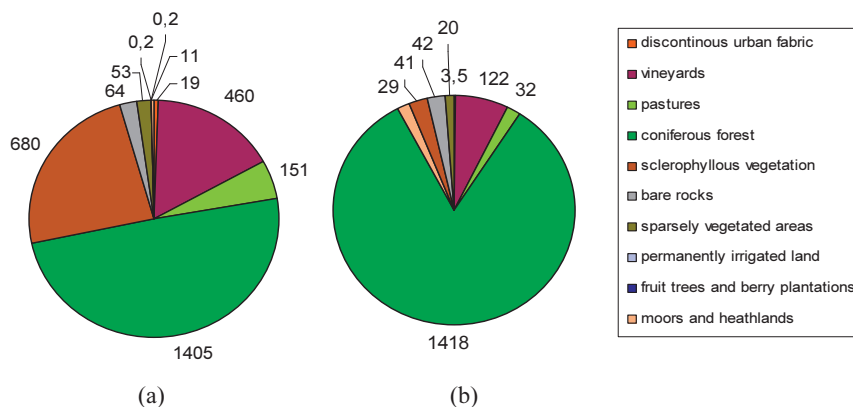 0,2
0,2
11
53
19
64
460
680
151
1405
(a)
20
42
41
3,5
122
29
32
1418
(b)
discontinous urban fabric
vineyards
pastures
coniferous forest
sclerophyllous vegetation
bare rocks
sparsely vegetated areas
permanently irrigated land
fruit trees and berry plantations
moors and heathlands